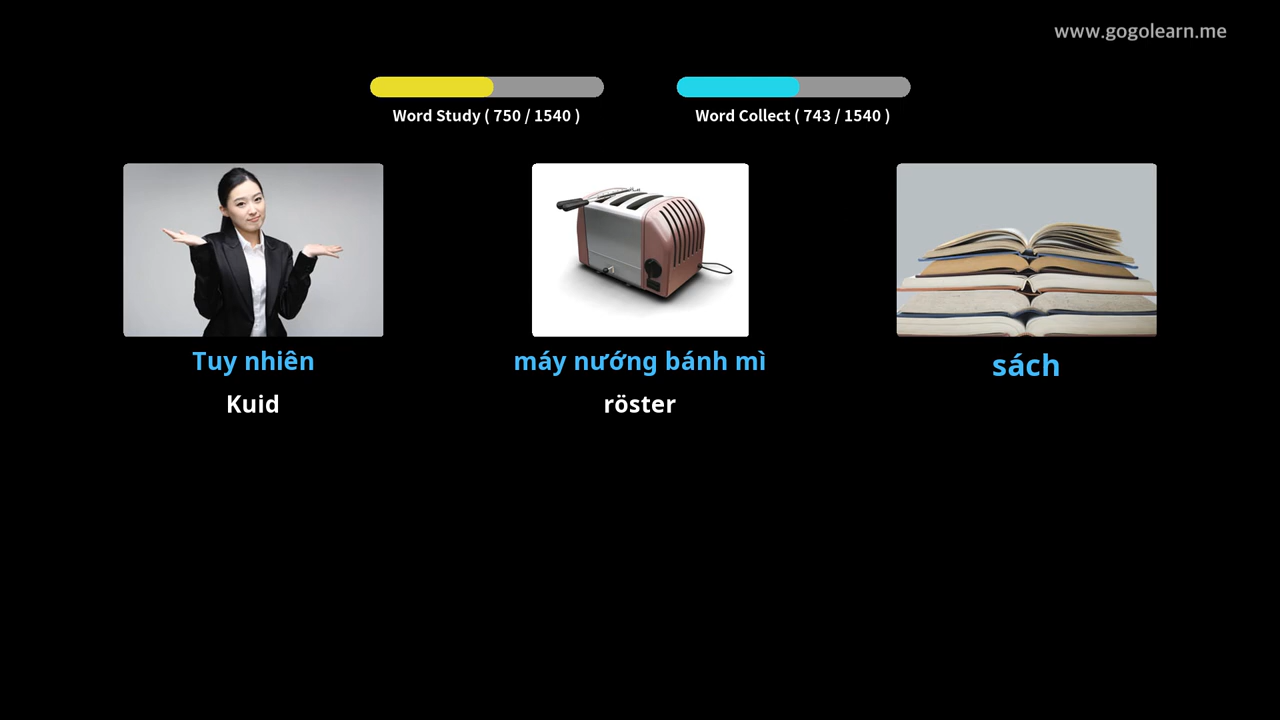 www.gogolearn.me
Word Study ( 750 / 1540 )
Word Collect ( 743 / 1540 )
Tuy nhiên
Kuid
máy nướng bánh mì
röster
sách